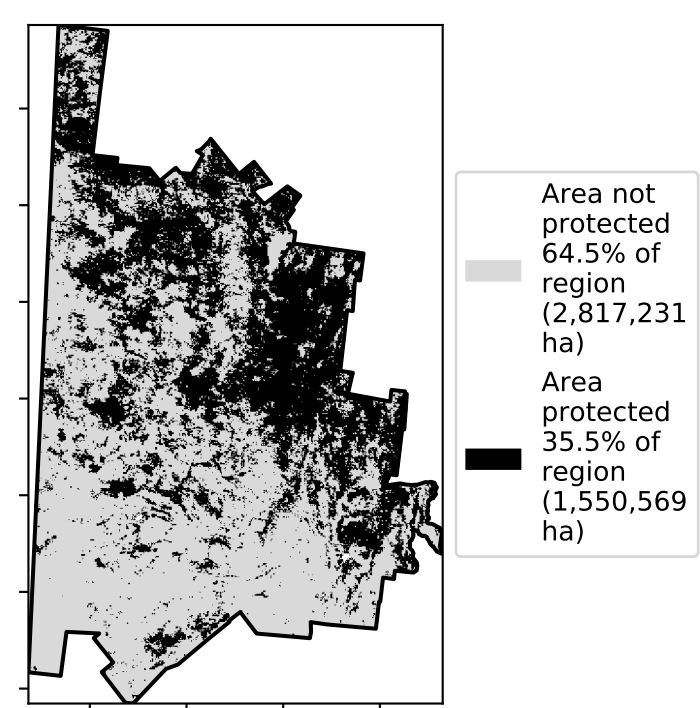 Area not
protected
64.5% of
region
(2,817,231
ha)
Area
protected
35.5% of
region
(1,550,569
ha)